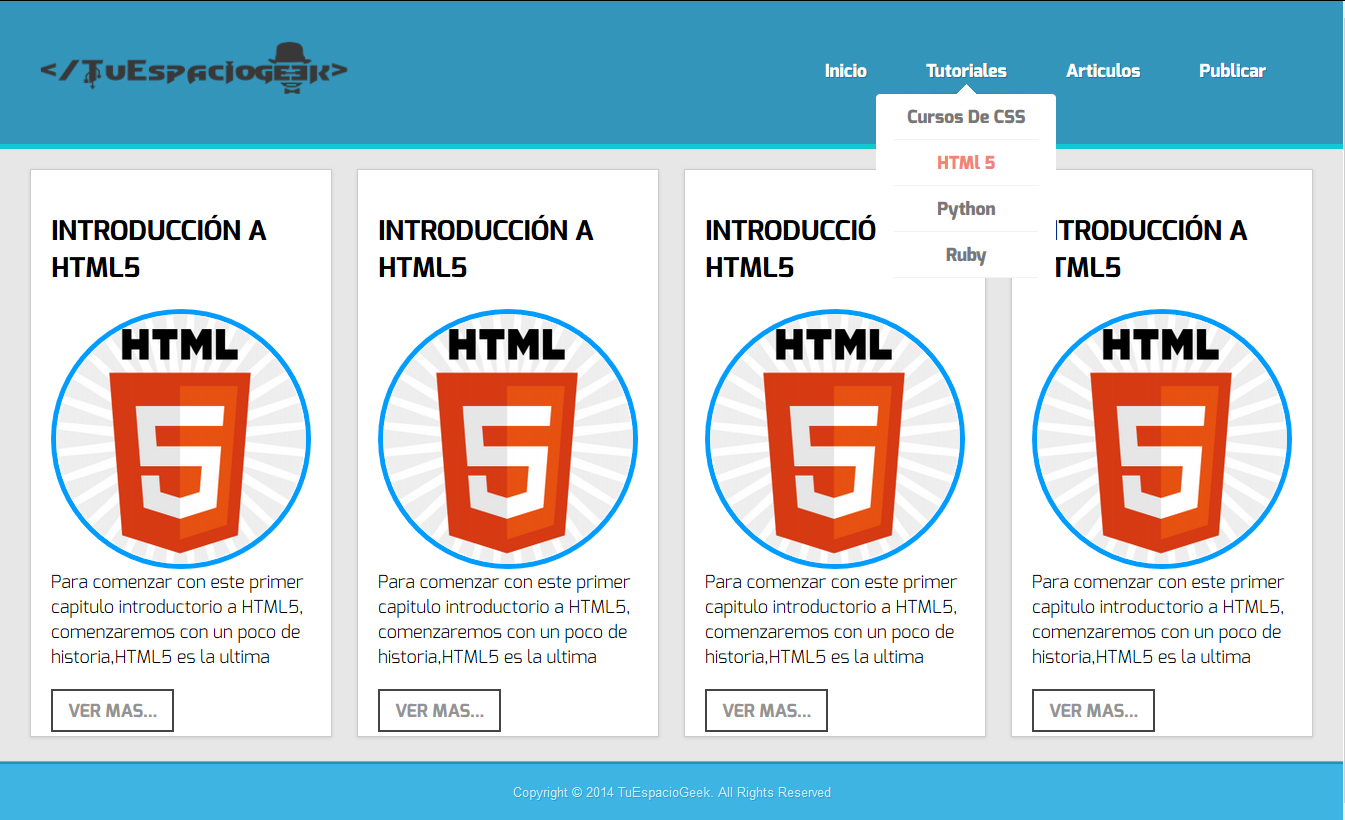 </TuEspacioGeek>
Inicio
Tutoriales
Articulos
Publicar
Cursos De CSS
HTMl 5
Python
Ruby
INTRODUCCIÓN A
HTML5
HTML
5
Para comenzar con este primer
capitulo introductorio a HTML5,
comenzaremos con un poco de
historia,HTML5 es la ultima
VER MAS...
INTRODUCCIÓN A
HTML5
HTML
5
Para comenzar con este primer
capitulo introductorio a HTML5,
comenzaremos con un poco de
historia,HTML5 es la ultima
VER MAS...
INTRODUCCIÓ
HTML5
HTML
5
Para comenzar con este primer
capitulo introductorio a HTML5,
comenzaremos con un poco de
historia,HTML5 es la ultima
VER MAS...
TRODUCCIÓN A
TML5
HTML
5
Para comenzar con este primer
capitulo introductorio a HTML5,
comenzaremos con un poco de
historia,HTML5 es la ultima
VER MAS...
Copyright © 2014 TuEspacioGeek. All Rights Reserved